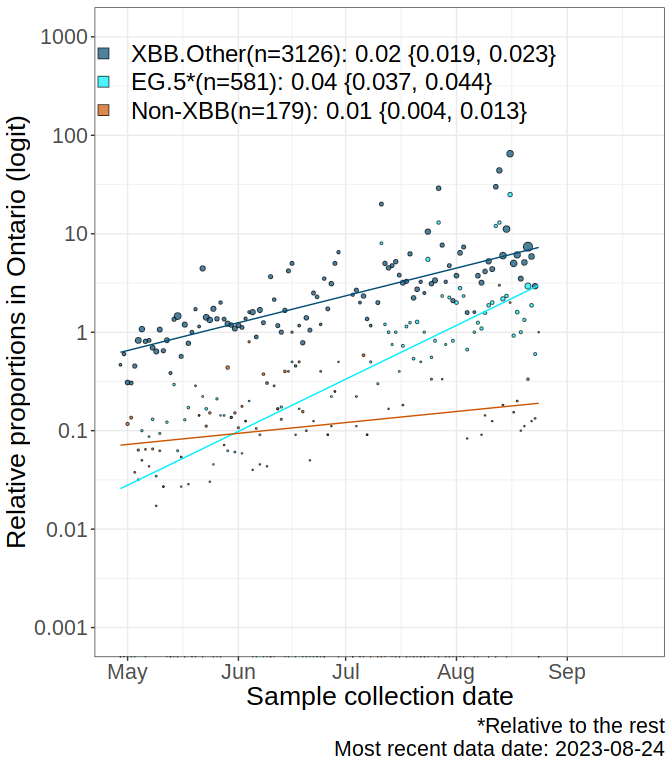 Relative proportions in Ontario (logit)
1000
100
10
1
0.1
0.01
0.001
XBB.Other(n=3126): 0.02 {0.019, 0.023}
EG.5*(n=581): 0.04 {0.037, 0.044}
Non-XBB(n=179): 0.01 {0.004, 0.013}
May Jun Jul Aug Sep
Sample collection date
*Relative to the rest
Most recent data date: 2023-08-24